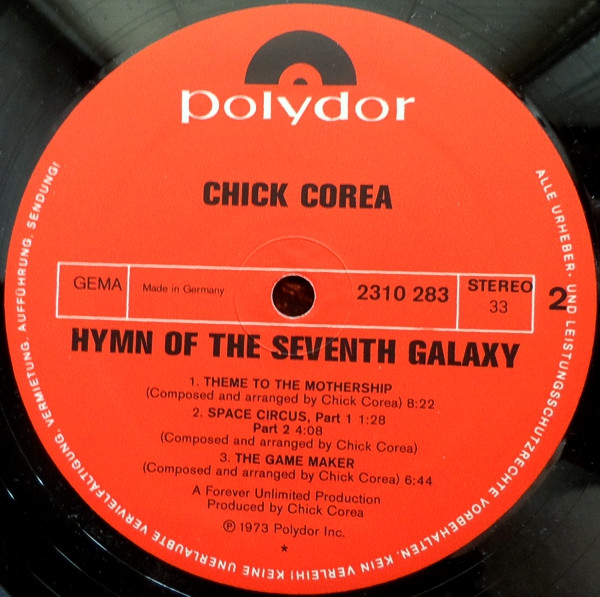 polydor
CHICK COREA
GEMA
Made in Germany
2310 283
STEREO
33
2
HYMN OF THE SEVENTH GALAXY
1. THEME TO THE MOTHERSHIP
(Composed and arranged by Chick Corea) 8:22
2. SPACE CIRCUS, Part 1 1:28
Part 2 4:08
(Composed and arranged by Chick Corea)
3. THE GAME MAKER
(Composed and arranged by Chick Corea) 6:44
A Forever Unlimited Production
Produced by Chick Corea
℗ 1973 Polydor Inc.
*
ALLE URHEBER- UND LEISTUNGSSCHUTZRECHTE VORBEHALTEN. KEIN VERLEIH! KEINE UNERLAUBTE VERVIELFÄLTIGUNG, VERMIETUNG, AUFFÜHRUNG, SENDUNG!